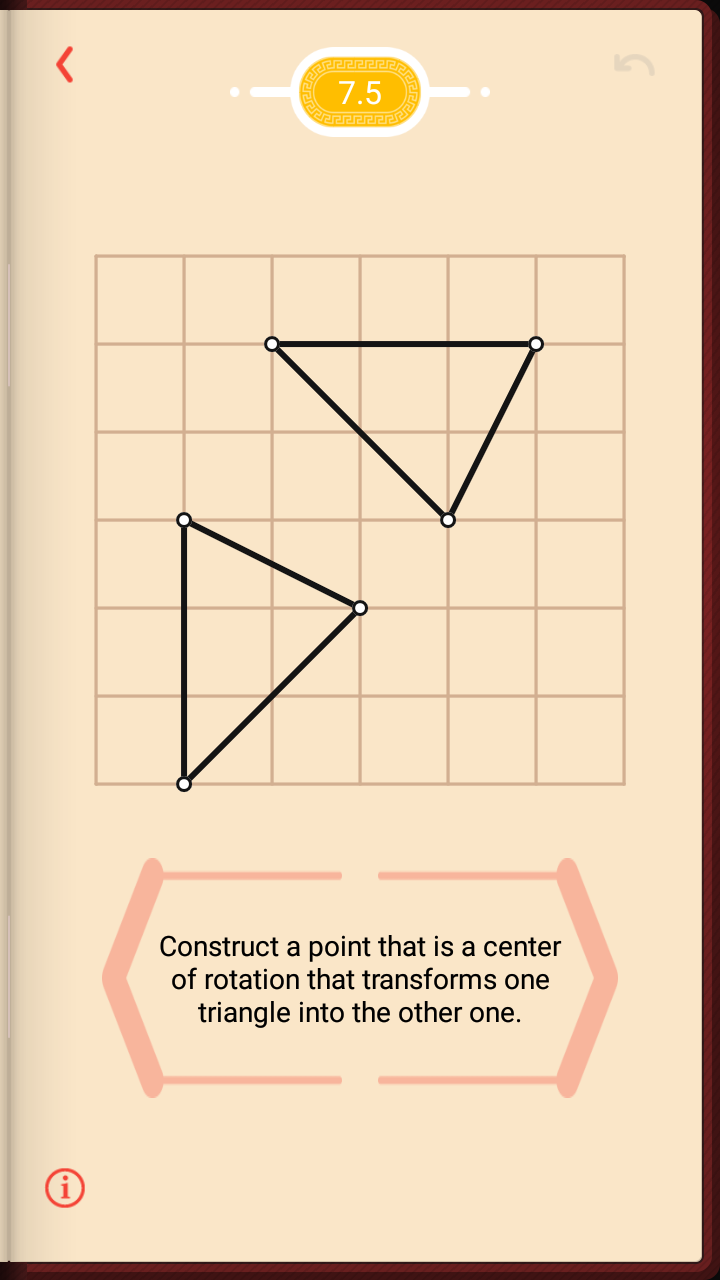 7.5
Construct a point that is a center
of rotation that transforms one
triangle into the other one.
i